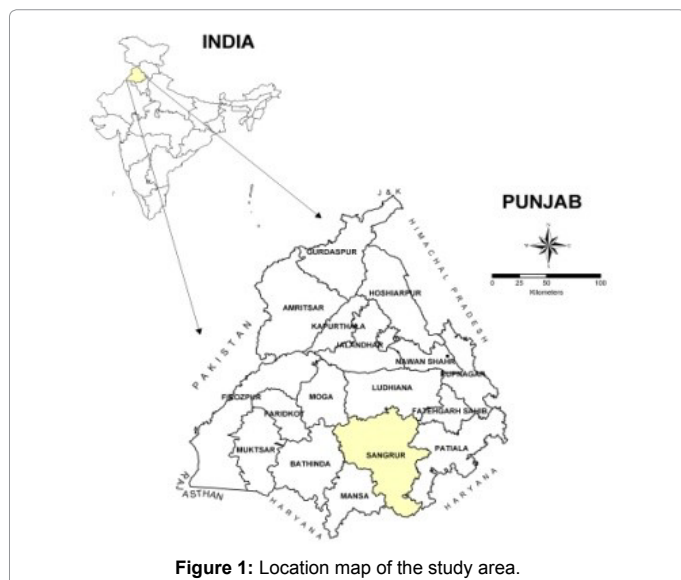 INDIA
J & K
PUNJAB
HIMACHAL PRADESH
GURDASPUR
0 25 50 100
Kilometers
HOSHIARPUR
AMRITSAR
KAPURTHALA
JALANDHAR
PAKISTAN
NAWAN SHAHR
RUPNAGAR
FIROZPUR
MOGA
LUDHIANA
FARIDKOT
FATEHGARH SAHIB
MUKTSAR
SANGRUR
PATIALA
BATHINDA
RAJASTHAN
MANSA
HARYANA
HARYANA
Figure 1: Location map of the study area.